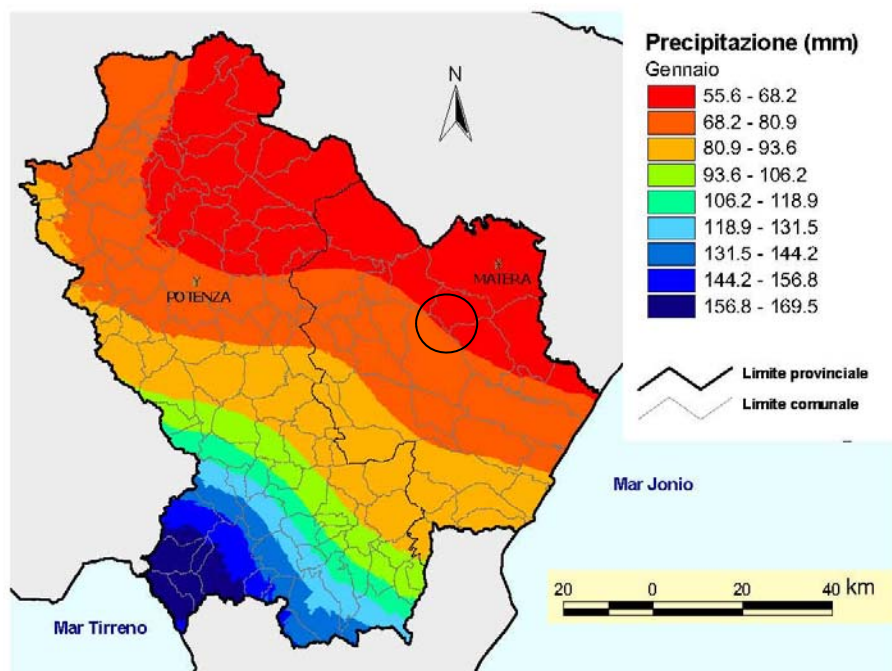 Precipitazione (mm)
Gennaio
55.6 - 68.2
68.2 - 80.9
80.9 - 93.6
93.6 - 106.2
106.2 - 118.9
118.9 - 131.5
131.5 - 144.2
144.2 - 156.8
156.8 - 169.5
Limite provinciale
Limite comunale
N
MATERA
POTENZA
Mar Jonio
Mar Tirreno
20 0 20 40 km